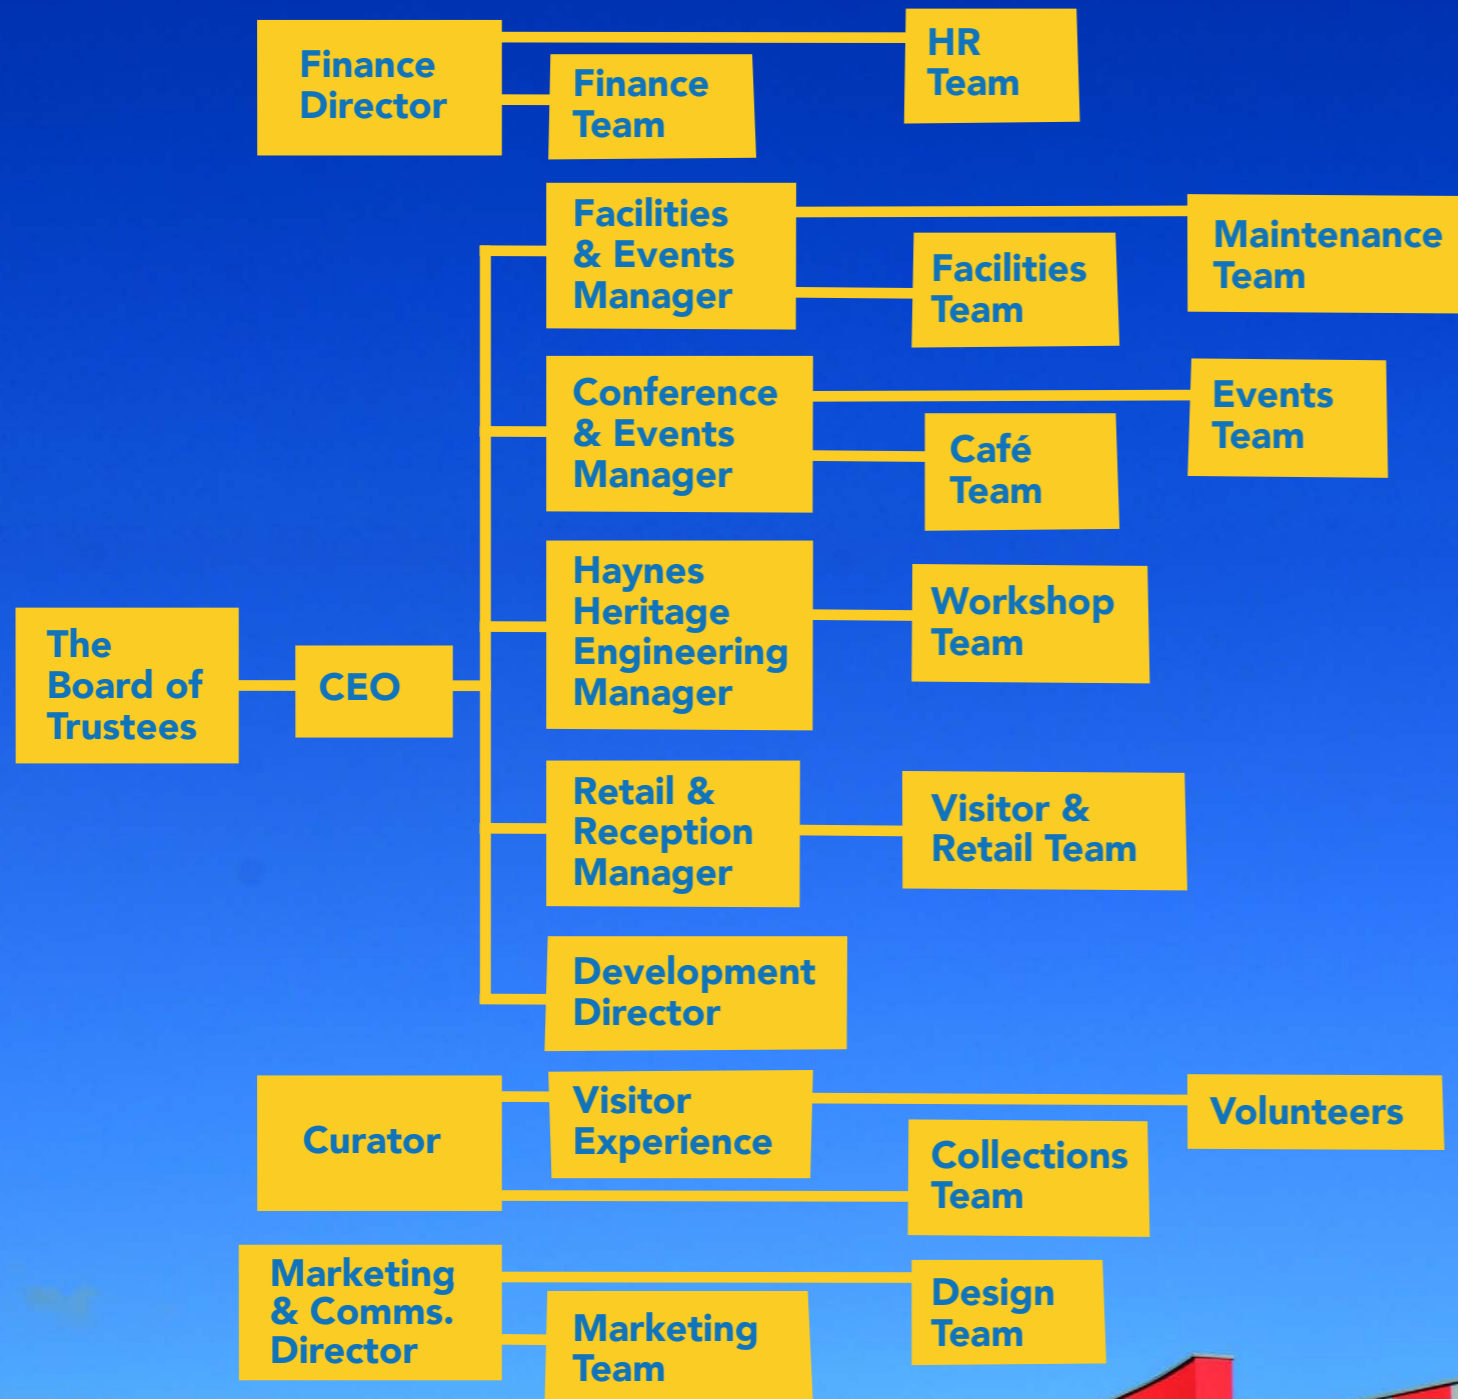 Finance
Director
HR
Team
Finance
Team
Facilities
& Events
Manager
Maintenance
Team
Facilities
Team
Conference
& Events
Manager
Events
Team
Café
Team
Haynes
Heritage
Engineering
Manager
Workshop
Team
The
Board of
Trustees
CEO
Retail &
Reception
Manager
Visitor &
Retail Team
Development
Director
Curator
Visitor
Experience
Volunteers
Collections
Team
Marketing
& Comms.
Director
Design
Team
Marketing
Team